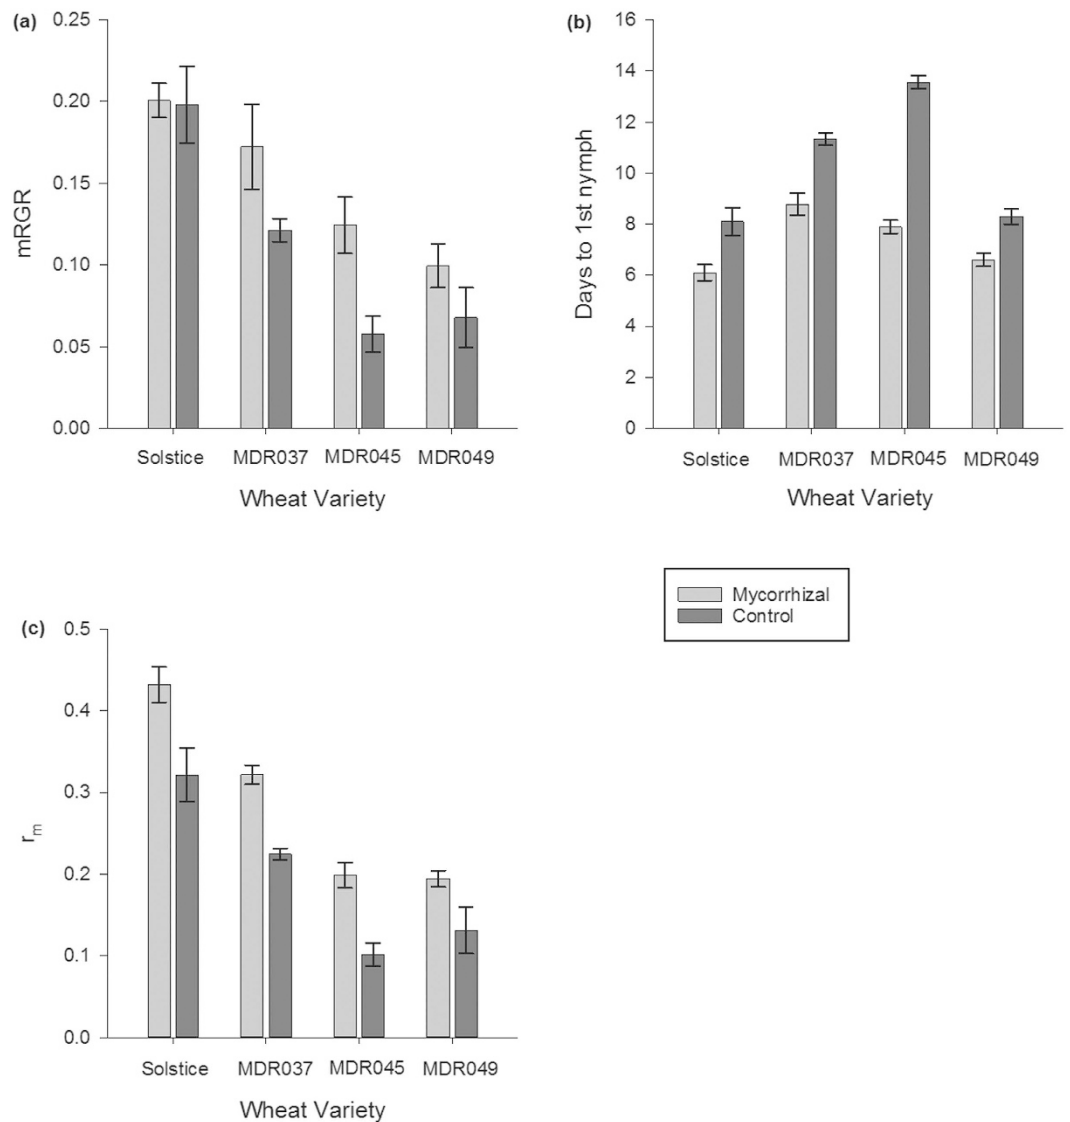 (a)
0.25
0.20
0.15
0.10
0.05
0.00
mRGR
Solstice MDR037 MDR045 MDR049
Wheat Variety
(b)
16
14
12
10
8
6
4
2
0
Days to 1st nymph
Solstice MDR037 MDR045 MDR049
Wheat Variety
Mycorrhizal
Control
(c)
0.5
0.4
0.3
0.2
0.1
0.0
rm
Solstice MDR037 MDR045 MDR049
Wheat Variety